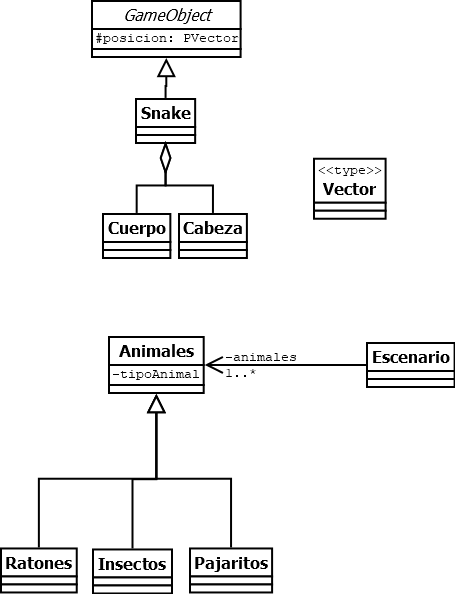 GameObject
#posicion: PVector
Snake
<<type>>
Vector
Cuerpo
Cabeza
Animales
-tipoAnimal
-animales
1..*
Escenario
Ratones
Insectos
Pajaritos